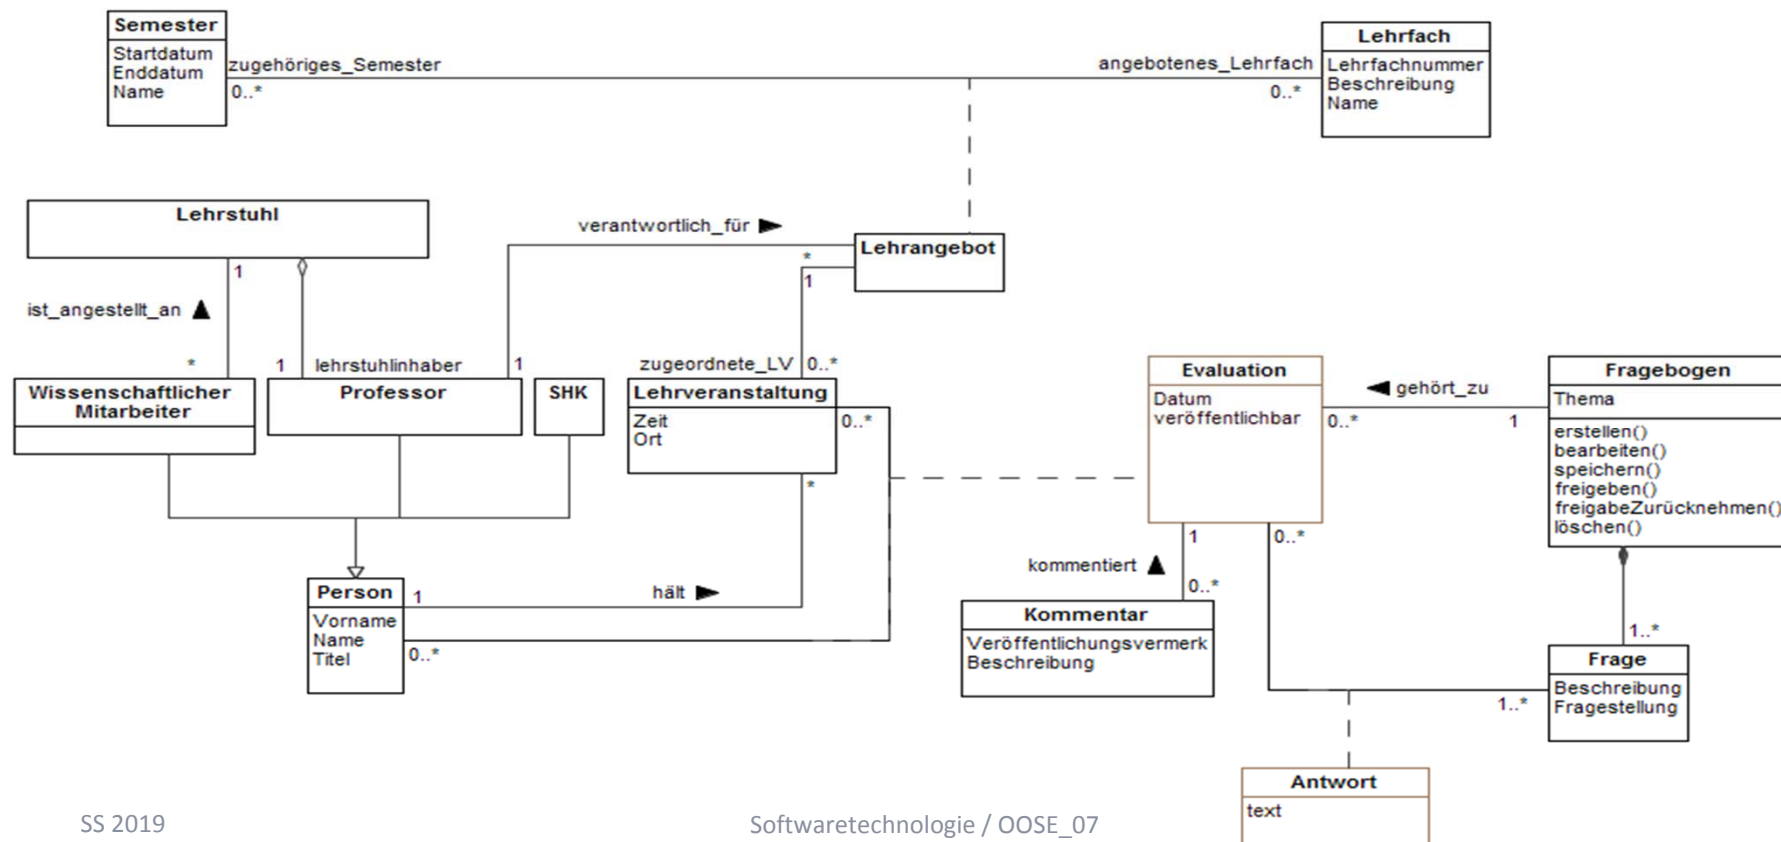 Semester
Startdatum
Enddatum
Name
zugehöriges_Semester
0..*
angebotenes_Lehrfach
0..*
Lehrfach
Lehrfachnummer
Beschreibung
Name
Lehrstuhl
1
ist_angestellt_an
*
1 lehrstuhlinhaber
verantwortlich_für
*
1
Lehrangebot
1
1
zugeordnete_LV 0..*
Wissenschaftlicher
Mitarbeiter
Professor
SHK
Lehrveranstaltung
Zeit
Ort
0..*
*
Person
Vorname
Name
Titel
1
hält
0..*
Evaluation
Datum
veröffentlichbar
gehört_zu
0..*
1
Fragebogen
Thema
erstellen()
bearbeiten()
speichern()
freigeben()
freigabeZurücknehmen()
löschen()
1
0..*
kommentiert
0..*
Kommentar
Veröffentlichungsvermerk
Beschreibung
1..*
Frage
Beschreibung
Fragestellung
1..*
Antwort
text
SS 2019
Softwaretechnologie / OOSE_07